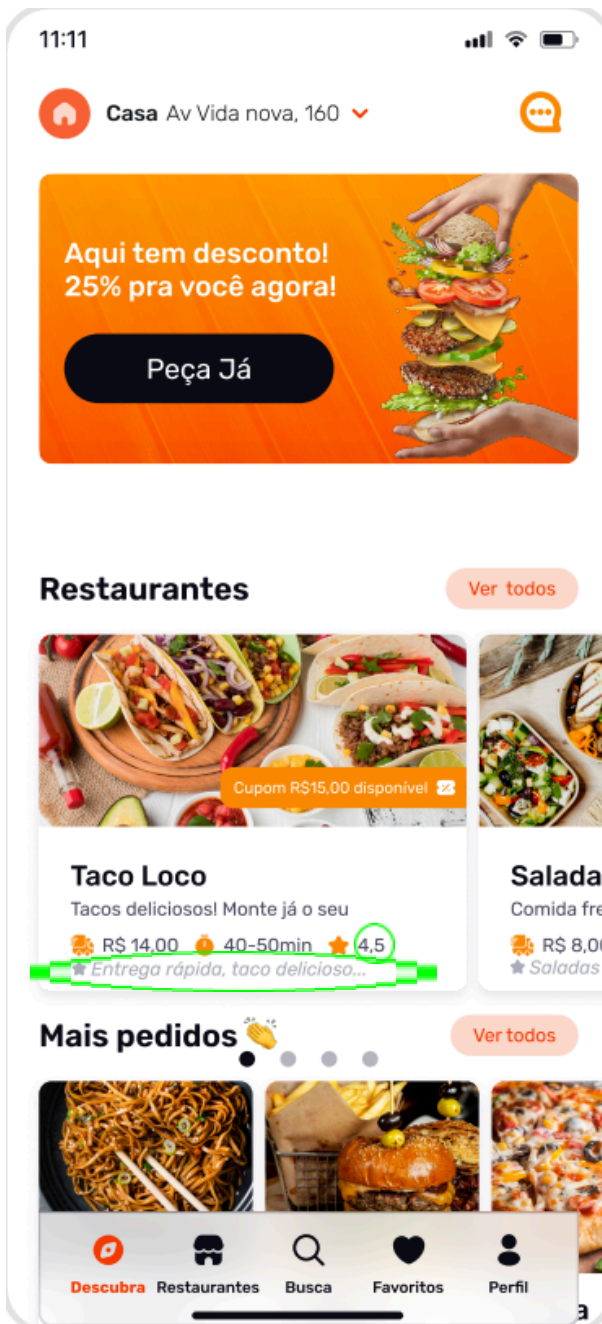 11:11
Casa Av Vida nova, 160
Aqui tem desconto!
25% pra você agora!
Peça Já
Restaurantes
Ver todos
Cupom R$15,00 disponível
Taco Loco
Tacos deliciosos! Monte já o seu
R$ 14,00 40-50min 4,5
Entrega rápida, taco delicioso...
Salada
Comida fre
R$ 8,00
Saladas
Mais pedidos
Ver todos
Descubra Restaurantes Busca Favoritos Perfil
a